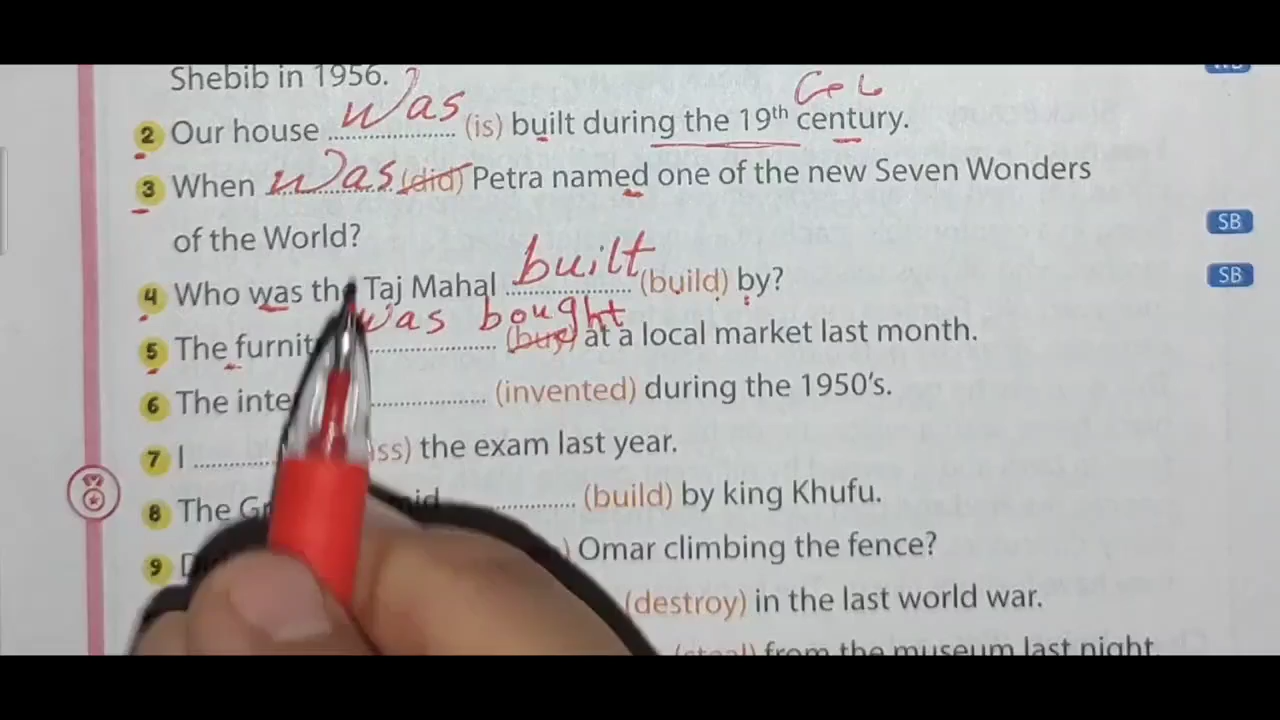 Shebib in 1956.
2 Our house was (is) built during the 19th century.
3 When was (did) Petra named one of the new Seven Wonders
of the World?
SB
4 Who was the Taj Mahal built (build) by?
SB
5 The was bought (buy) at a local market last month.
6 The (invented) during the 1950's.
7 I ............ the exam last year.
8 The ............ (build) by king Khufu.
9 Omar climbing the fence?
(destroy) in the last world war.
(steal) from the museum last night.